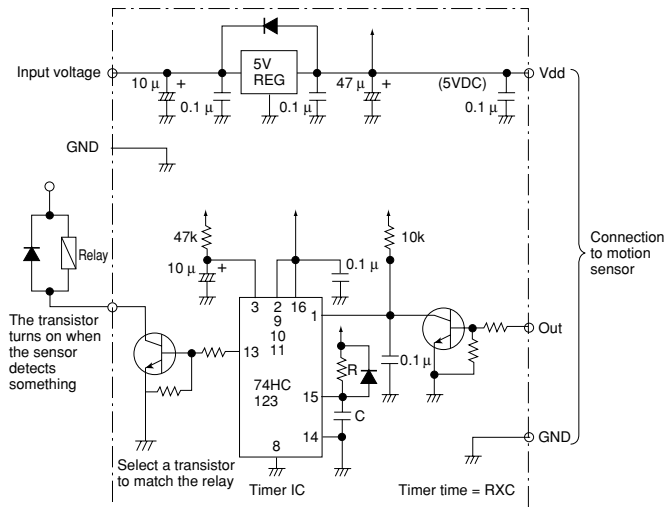 5V
REG
Input voltage
10 μ
+
0.1 μ
0.1 μ
47 μ
+
(5VDC)
0.1 μ
Vdd
GND
Relay
47k
10 μ
+
0.1 μ
10k
Connection
to motion
sensor
3
2
16
9
10
11
1
13
74HC
123
15
14
8
R
C
0.1 μ
Out
GND
The transistor
turns on when
the sensor
detects
something
Select a transistor
to match the relay
Timer IC
Timer time = RXC